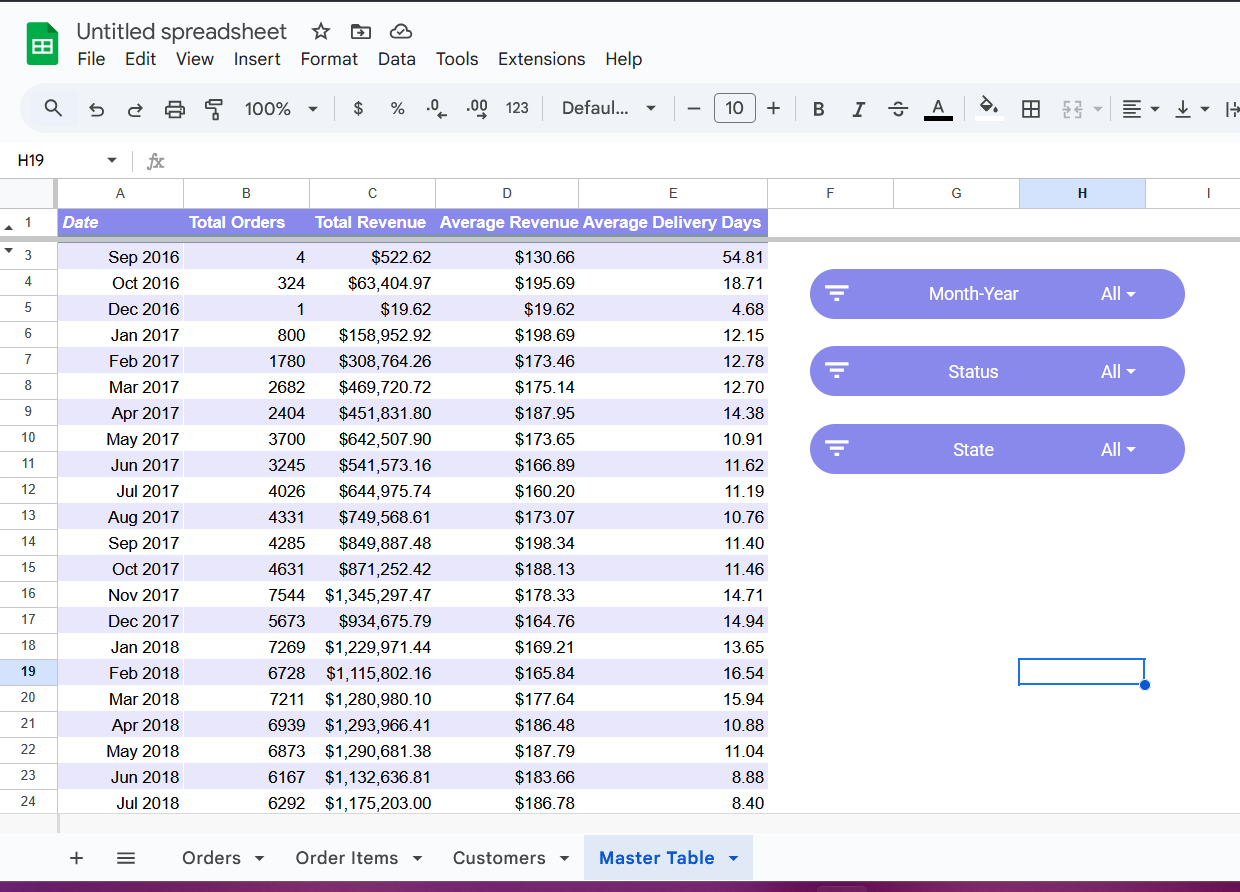 Untitled spreadsheet
File Edit View Insert Format Data Tools Extensions Help
100% $ % .0 .00 123 Defaul... − 10 + B I S A
H19 fx
A B C D E F G H I
1 Date Total Orders Total Revenue Average Revenue Average Delivery Days
3 Sep 2016 4 $522.62 $130.66 54.81
4 Oct 2016 324 $63,404.97 $195.69 18.71
Month-Year All
5 Dec 2016 1 $19.62 $19.62 4.68
6 Jan 2017 800 $158,952.92 $198.69 12.15
7 Feb 2017 1780 $308,764.26 $173.46 12.78
Status All
8 Mar 2017 2682 $469,720.72 $175.14 12.70
9 Apr 2017 2404 $451,831.80 $187.95 14.38
10 May 2017 3700 $642,507.90 $173.65 10.91
State All
11 Jun 2017 3245 $541,573.16 $166.89 11.62
12 Jul 2017 4026 $644,975.74 $160.20 11.19
13 Aug 2017 4331 $749,568.61 $173.07 10.76
14 Sep 2017 4285 $849,887.48 $198.34 11.40
15 Oct 2017 4631 $871,252.42 $188.13 11.46
16 Nov 2017 7544 $1,345,297.47 $178.33 14.71
17 Dec 2017 5673 $934,675.79 $164.76 14.94
18 Jan 2018 7269 $1,229,971.44 $169.21 13.65
19 Feb 2018 6728 $1,115,802.16 $165.84 16.54
20 Mar 2018 7211 $1,280,980.10 $177.64 15.94
21 Apr 2018 6939 $1,293,966.41 $186.48 10.88
22 May 2018 6873 $1,290,681.38 $187.79 11.04
23 Jun 2018 6167 $1,132,636.81 $183.66 8.88
24 Jul 2018 6292 $1,175,203.00 $186.78 8.40
+ Orders Order Items Customers Master Table